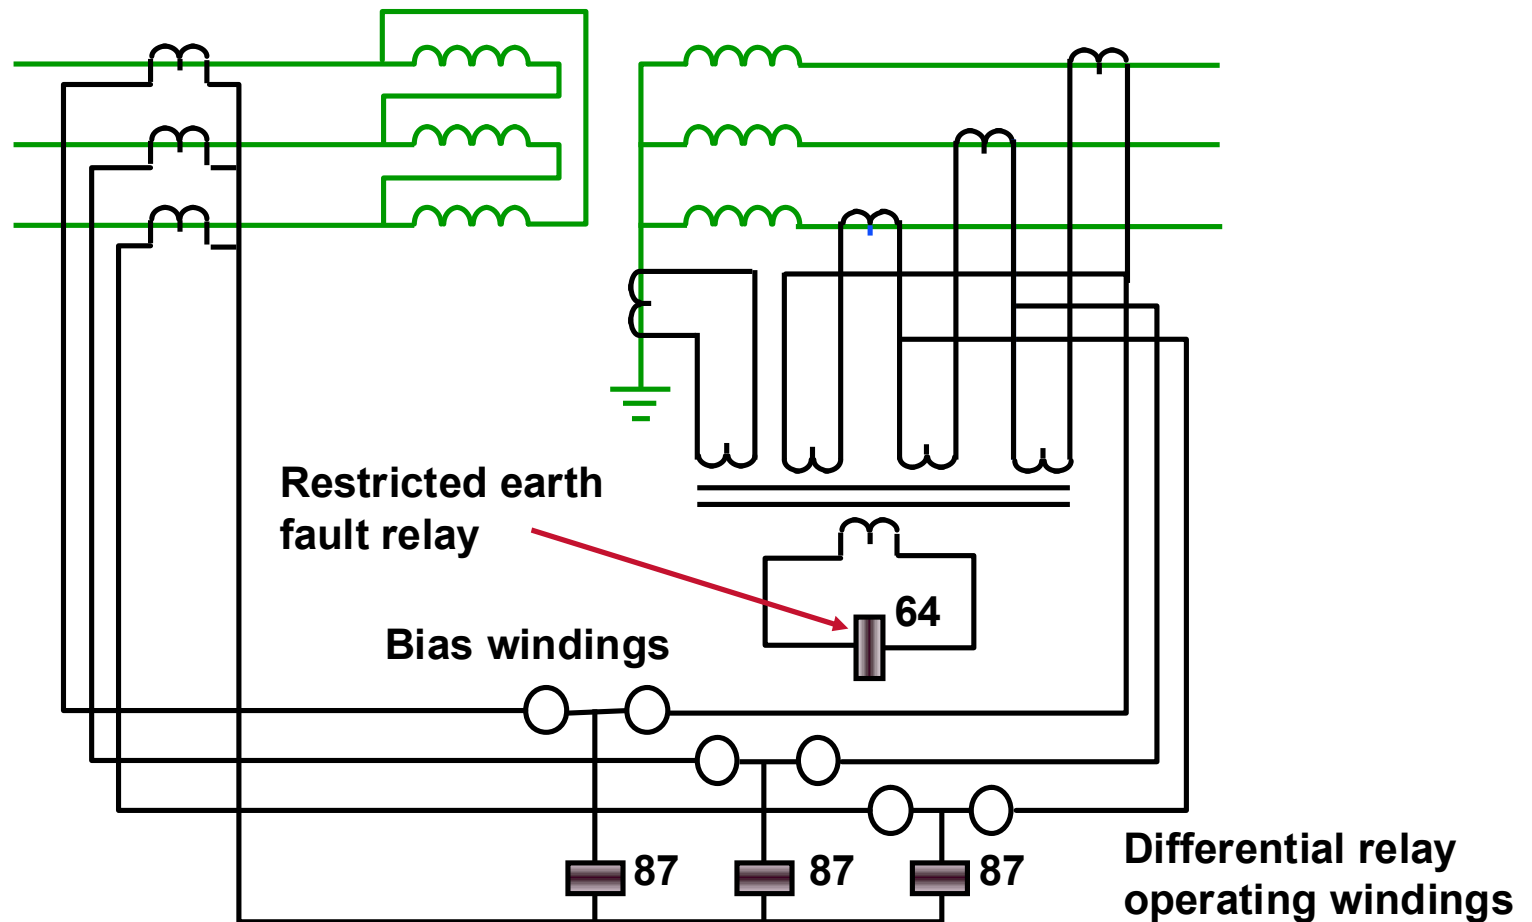 Restricted earth
fault relay
64
Bias windings
87
87
87
Differential relay
operating windings